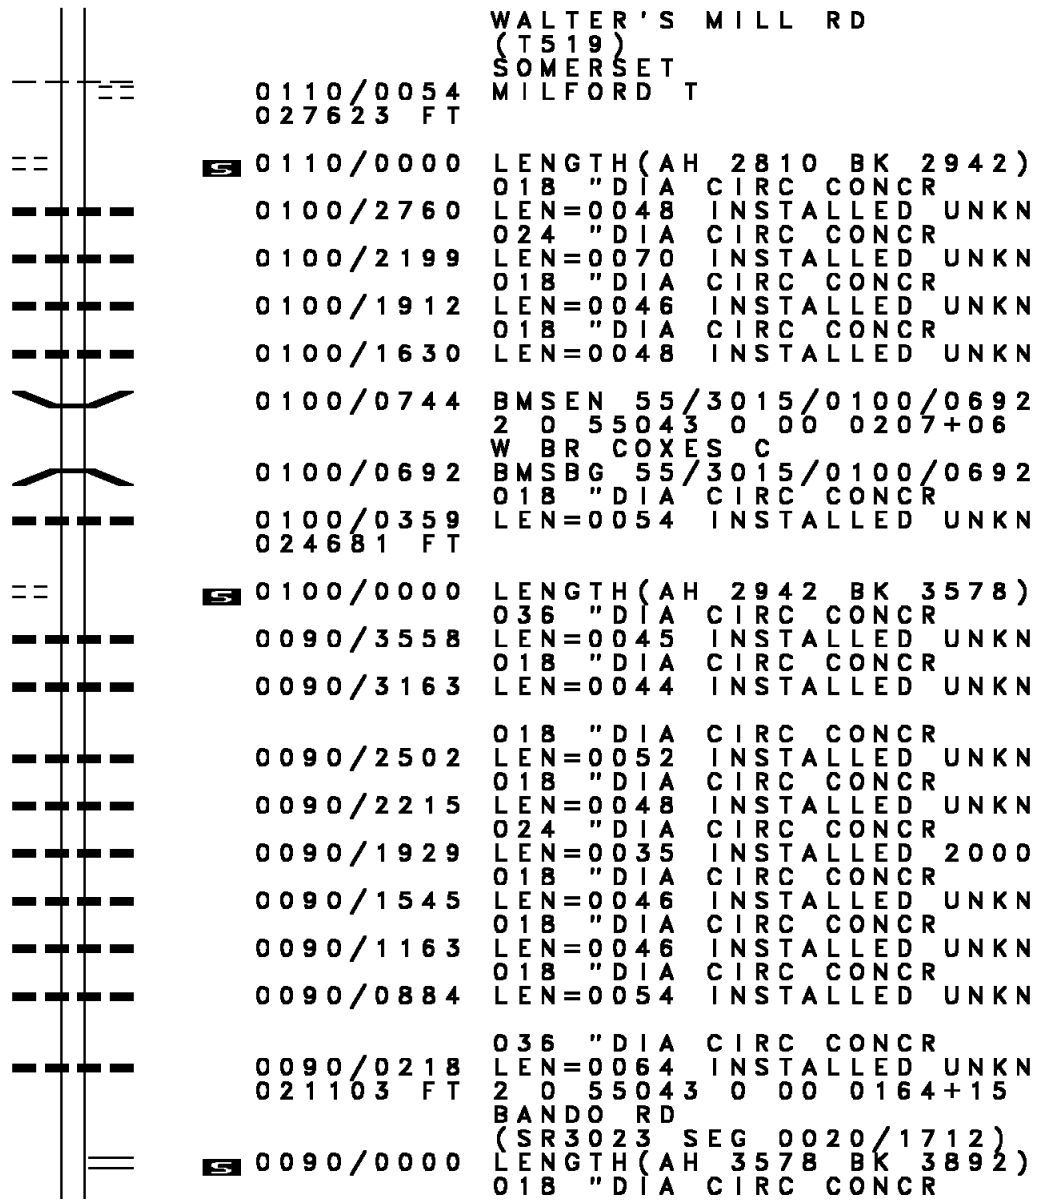 WALTER'S MILL RD
(T519)
SOMERSET
0110/0054 MILFORD T
027623 FT
S 0110/0000 LENGTH(AH 2810 BK 2942)
018 "DIA CIRC CONCR
0100/2760 LEN=0048 INSTALLED UNKN
024 "DIA CIRC CONCR
0100/2199 LEN=0070 INSTALLED UNKN
018 "DIA CIRC CONCR
0100/1912 LEN=0046 INSTALLED UNKN
018 "DIA CIRC CONCR
0100/1630 LEN=0048 INSTALLED UNKN
0100/0744 BMSEN 55/3015/0100/0692
2 0 55043 0 00 0207+06
W BR COXES C
0100/0692 BMSBG 55/3015/0100/0692
018 "DIA CIRC CONCR
0100/0359 LEN=0054 INSTALLED UNKN
024681 FT
S 0100/0000 LENGTH(AH 2942 BK 3578)
036 "DIA CIRC CONCR
0090/3558 LEN=0045 INSTALLED UNKN
018 "DIA CIRC CONCR
0090/3163 LEN=0044 INSTALLED UNKN
018 "DIA CIRC CONCR
0090/2502 LEN=0052 INSTALLED UNKN
018 "DIA CIRC CONCR
0090/2215 LEN=0048 INSTALLED UNKN
024 "DIA CIRC CONCR
0090/1929 LEN=0035 INSTALLED 2000
018 "DIA CIRC CONCR
0090/1545 LEN=0046 INSTALLED UNKN
018 "DIA CIRC CONCR
0090/1163 LEN=0046 INSTALLED UNKN
018 "DIA CIRC CONCR
0090/0884 LEN=0054 INSTALLED UNKN
036 "DIA CIRC CONCR
0090/0218 LEN=0064 INSTALLED UNKN
021103 FT 2 0 55043 0 00 0164+15
BANDO RD
(SR3023 SEG 0020/1712)
S 0090/0000 LENGTH(AH 3578 BK 3892)
018 "DIA CIRC CONCR